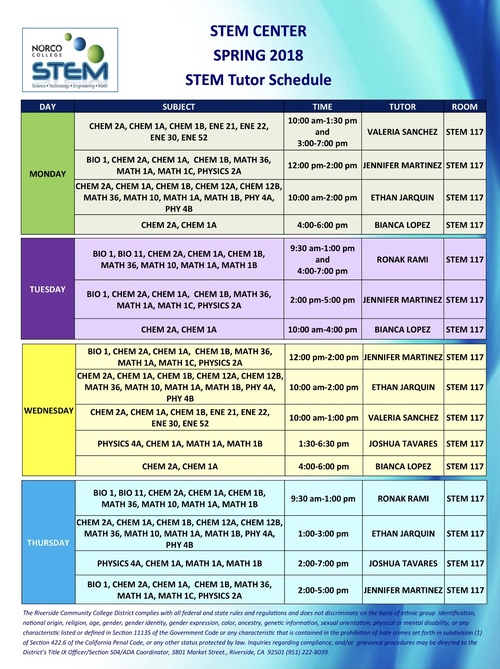 NORCO
COLLEGE
STEM
Science • Technology • Engineering • Math
STEM CENTER
SPRING 2018
STEM Tutor Schedule
DAY SUBJECT TIME TUTOR ROOM
MONDAY
CHEM 2A, CHEM 1A, CHEM 1B, ENE 21, ENE 22,
ENE 30, ENE 52
10:00 am-1:30 pm
and
3:00-7:00 pm
VALERIA SANCHEZ
STEM 117
BIO 1, CHEM 2A, CHEM 1A, CHEM 1B, MATH 36,
MATH 1A, MATH 1C, PHYSICS 2A
12:00 pm-2:00 pm
JENNIFER MARTINEZ
STEM 117
CHEM 2A, CHEM 1A, CHEM 1B, CHEM 12A, CHEM 12B,
MATH 36, MATH 10, MATH 1A, MATH 1B, PHY 4A,
PHY 4B
10:00 am-2:00 pm
ETHAN JARQUIN
STEM 117
CHEM 2A, CHEM 1A
4:00-6:00 pm
BIANCA LOPEZ
STEM 117
TUESDAY
BIO 1, BIO 11, CHEM 2A, CHEM 1A, CHEM 1B,
MATH 36, MATH 10, MATH 1A, MATH 1B
9:30 am-1:00 pm
and
4:00-7:00 pm
RONAK RAMI
STEM 117
BIO 1, CHEM 2A, CHEM 1A, CHEM 1B, MATH 36,
MATH 1A, MATH 1C, PHYSICS 2A
2:00 pm-5:00 pm
JENNIFER MARTINEZ
STEM 117
CHEM 2A, CHEM 1A
10:00 am-4:00 pm
BIANCA LOPEZ
STEM 117
WEDNESDAY
BIO 1, CHEM 2A, CHEM 1A, CHEM 1B, MATH 36,
MATH 1A, MATH 1C, PHYSICS 2A
12:00 pm-2:00 pm
JENNIFER MARTINEZ
STEM 117
CHEM 2A, CHEM 1A, CHEM 1B, CHEM 12A, CHEM 12B,
MATH 36, MATH 10, MATH 1A, MATH 1B, PHY 4A,
PHY 4B
10:00 am-2:00 pm
ETHAN JARQUIN
STEM 117
CHEM 2A, CHEM 1A, CHEM 1B, ENE 21, ENE 22,
ENE 30, ENE 52
10:00 am-1:00 pm
VALERIA SANCHEZ
STEM 117
PHYSICS 4A, CHEM 1A, MATH 1A, MATH 1B
1:30-6:30 pm
JOSHUA TAVARES
STEM 117
CHEM 2A, CHEM 1A
4:00-6:00 pm
BIANCA LOPEZ
STEM 117
THURSDAY
BIO 1, BIO 11, CHEM 2A, CHEM 1A, CHEM 1B,
MATH 36, MATH 10, MATH 1A, MATH 1B
9:30 am-1:00 pm
RONAK RAMI
STEM 117
CHEM 2A, CHEM 1A, CHEM 1B, CHEM 12A, CHEM 12B,
MATH 36, MATH 10, MATH 1A, MATH 1B, PHY 4A,
PHY 4B
1:00-3:00 pm
ETHAN JARQUIN
STEM 117
PHYSICS 4A, CHEM 1A, MATH 1A, MATH 1B
2:00-7:00 pm
JOSHUA TAVARES
STEM 117
BIO 1, CHEM 2A, CHEM 1A, CHEM 1B, MATH 36,
MATH 1A, MATH 1C, PHYSICS 2A
2:00-5:00 pm
JENNIFER MARTINEZ
STEM 117
The Riverside Community College District complies with all federal and state rules and regulations and does not discriminate on the basis of ethnic group identification,
national origin, religion, age, gender, gender identity, gender expression, color, ancestry, genetic information, sexual orientation, physical or mental disability, or any
characteristic listed or defined in Section 11135 of the Government Code or any characteristic that is contained in the prohibition of hate crimes set forth in subdivision (1)
of Section 422.6 of the California Penal Code, or any other status protected by law. Inquiries regarding compliance, and/or grievance procedures may be directed to the
District's Title IX Officer/Section 504/ADA Coordinator, 3801 Market Street., Riverside, CA 92501 (951) 222-8039.